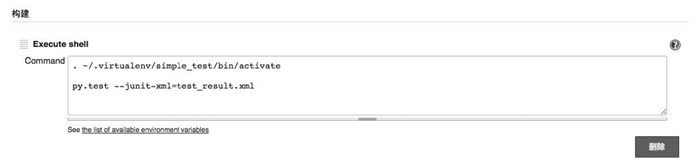 构建
Execute shell
Command
. ~/.virtualenv/simple_test/bin/activate
py.test --junit-xml=test_result.xml
See the list of available environment variables
删除